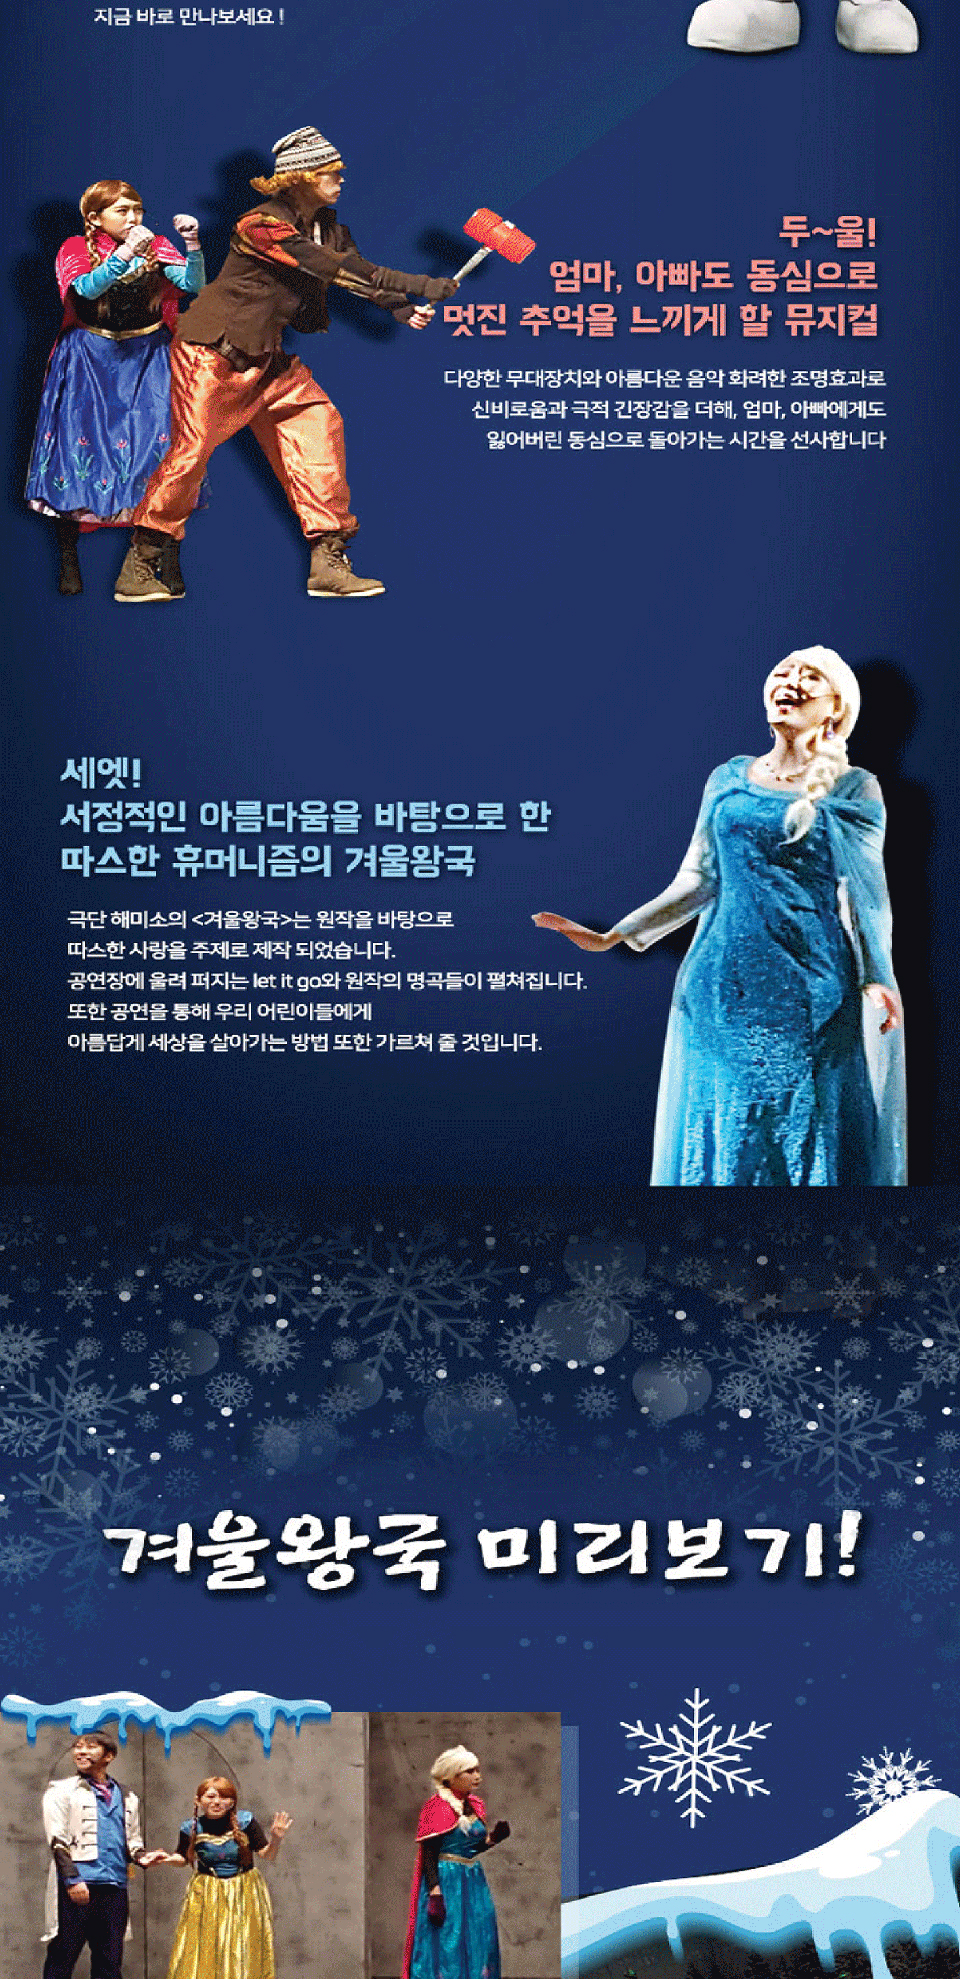 지금 바로 만나보세요!
두~울!
엄마, 아빠도 동심으로
멋진 추억을 느끼게 할 뮤지컬
다양한 무대장치와 아름다운 음악 화려한 조명효과로
신비로움과 극적 긴장감을 더해, 엄마, 아빠에게도
잃어버린 동심으로 돌아가는 시간을 선사합니다
세엣!
서정적인 아름다움을 바탕으로 한
따스한 휴머니즘의 겨울왕국
극단 해미소의 <겨울왕국>는 원작을 바탕으로
따스한 사랑을 주제로 제작 되었습니다.
공연장에 울려 퍼지는 let it go와 원작의 명곡들이 펼쳐집니다.
또한 공연을 통해 우리 어린이들에게
아름답게 세상을 살아가는 방법 또한 가르쳐 줄 것입니다.
겨울왕국 미리보기!